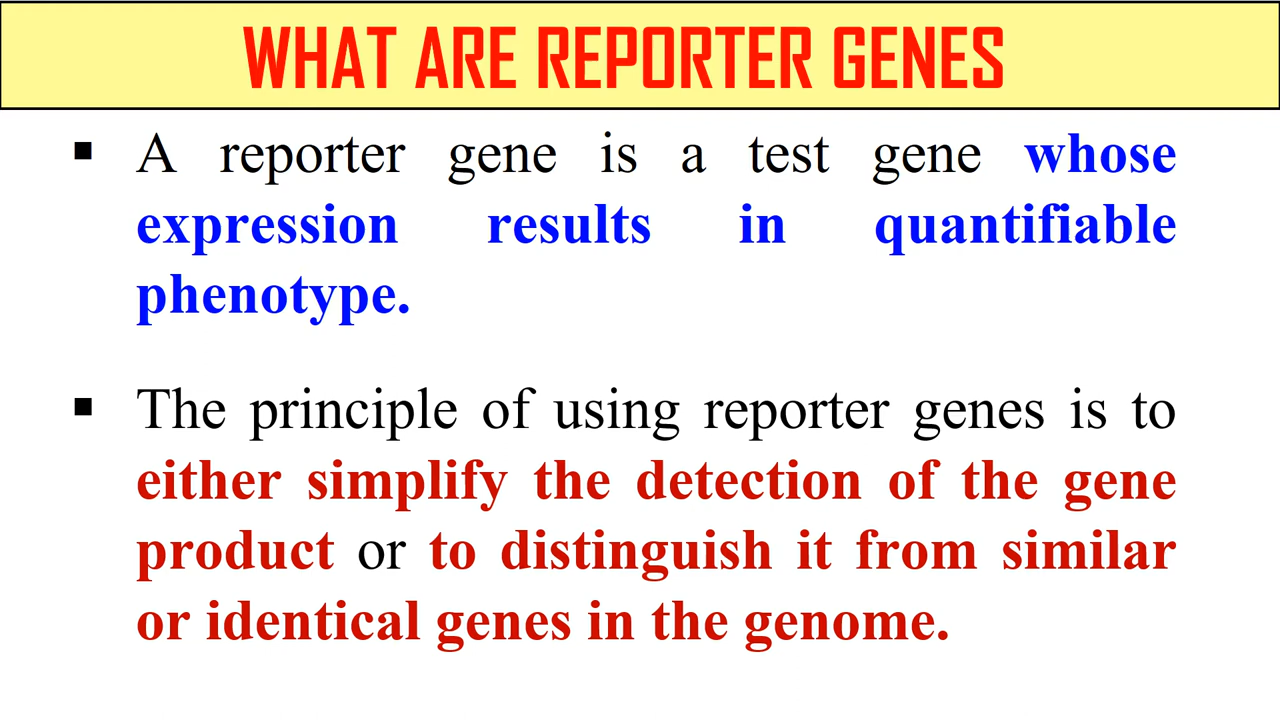 WHAT ARE REPORTER GENES
▪ A reporter gene is a test gene whose
expression results in quantifiable
phenotype.
▪ The principle of using reporter genes is to
either simplify the detection of the gene
product or to distinguish it from similar
or identical genes in the genome.